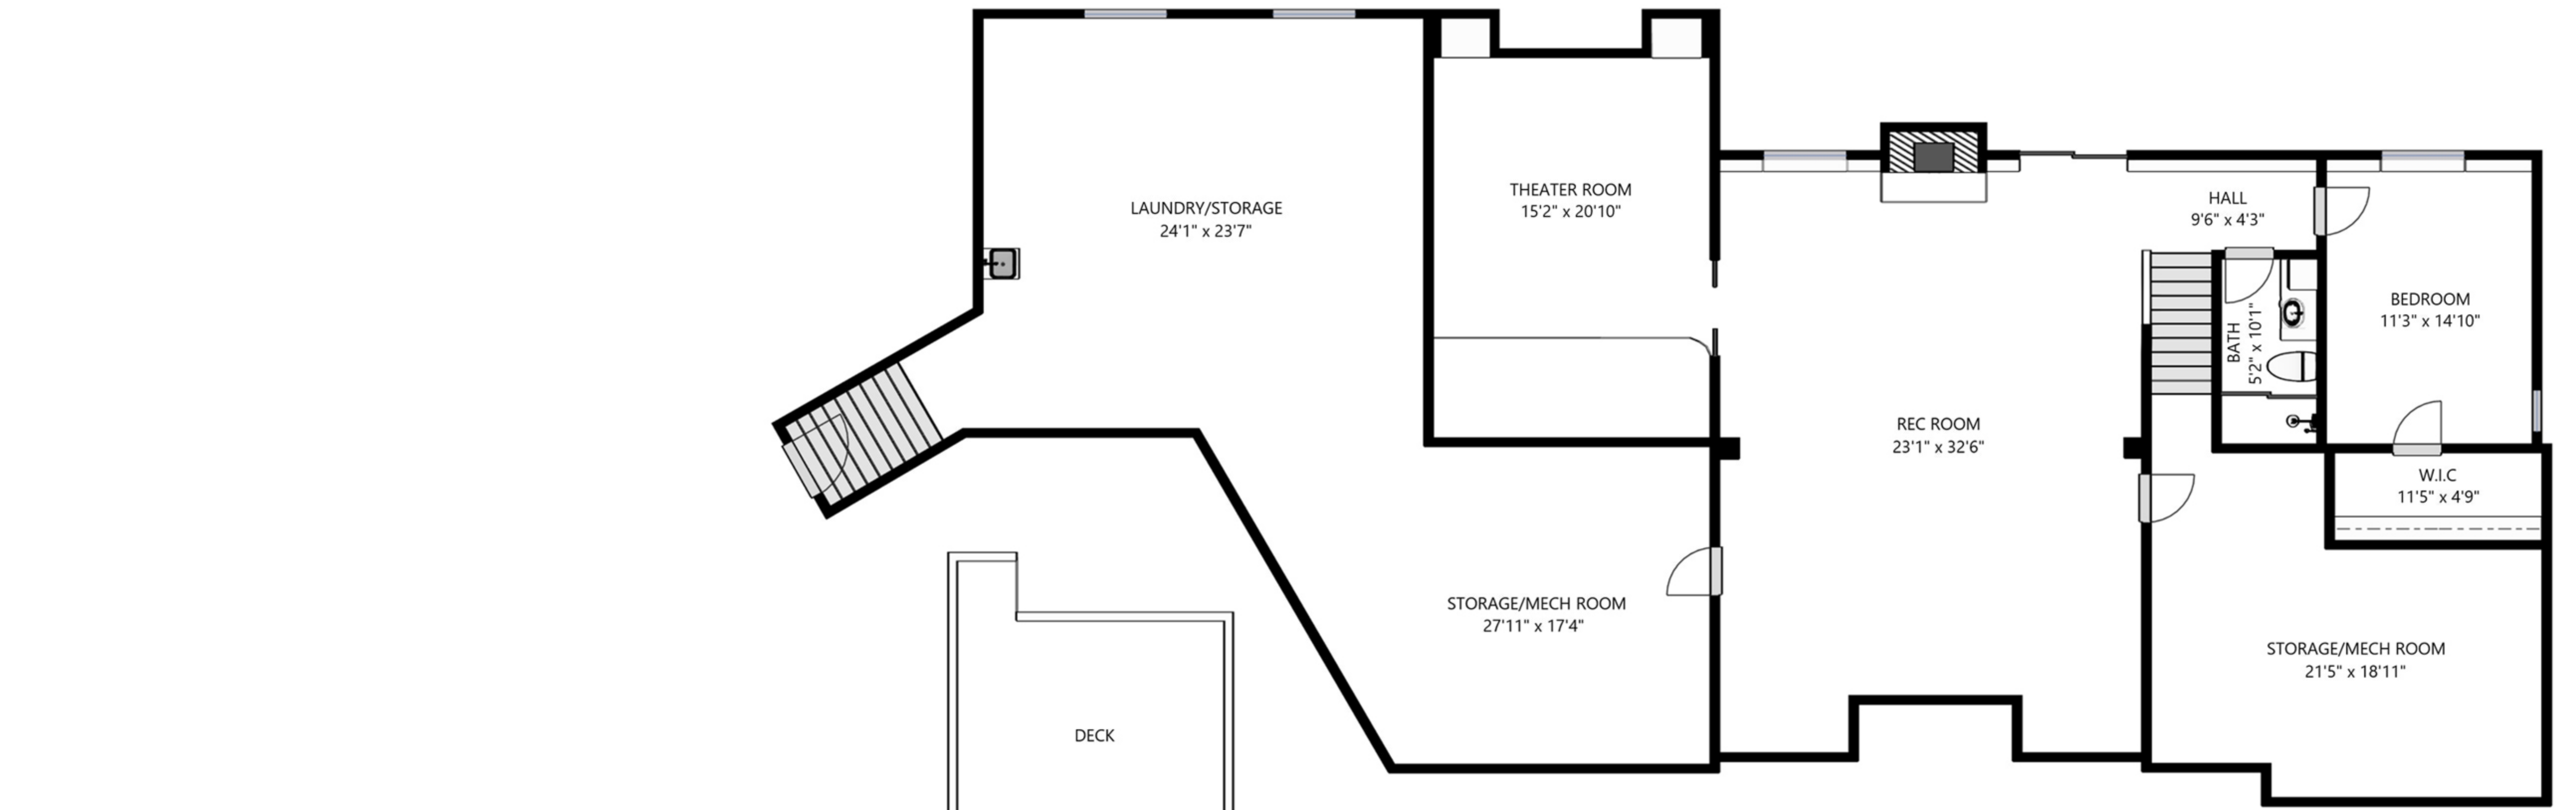 LAUNDRY/STORAGE
24'1" x 23'7"
THEATER ROOM
15'2" x 20'10"
HALL
9'6" x 4'3"
BATH
5'2" x 10'1"
BEDROOM
11'3" x 14'10"
REC ROOM
23'1" x 32'6"
W.I.C
11'5" x 4'9"
STORAGE/MECH ROOM
27'11" x 17'4"
STORAGE/MECH ROOM
21'5" x 18'11"
DECK